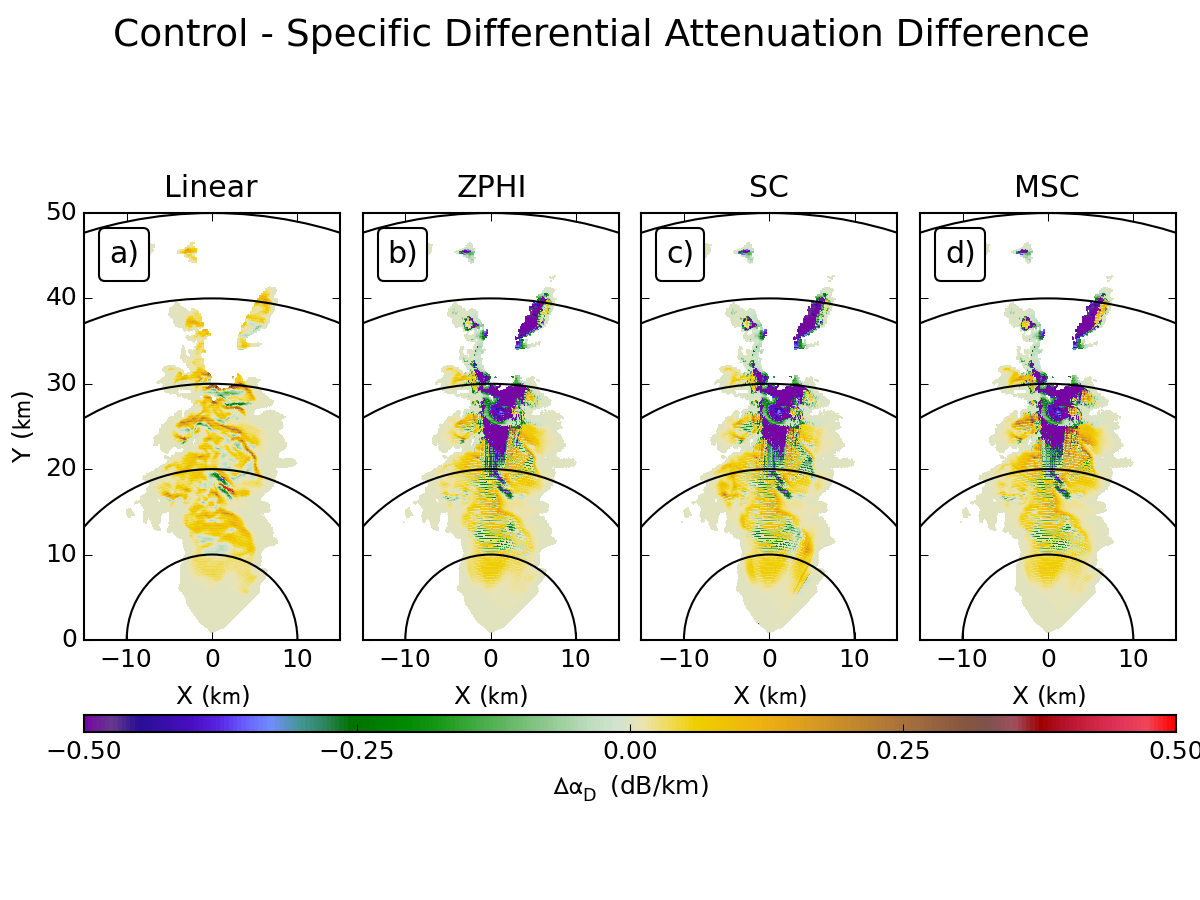 Control - Specific Differential Attenuation Difference
Linear ZPHI SC MSC
a) b) c) d)
50
40
30
20
10
0
Y (km)
−10 0 10 −10 0 10 −10 0 10 −10 0 10
X (km) X (km) X (km) X (km)
−0.50 −0.25 0.00 0.25 0.50
Δα_D (dB/km)